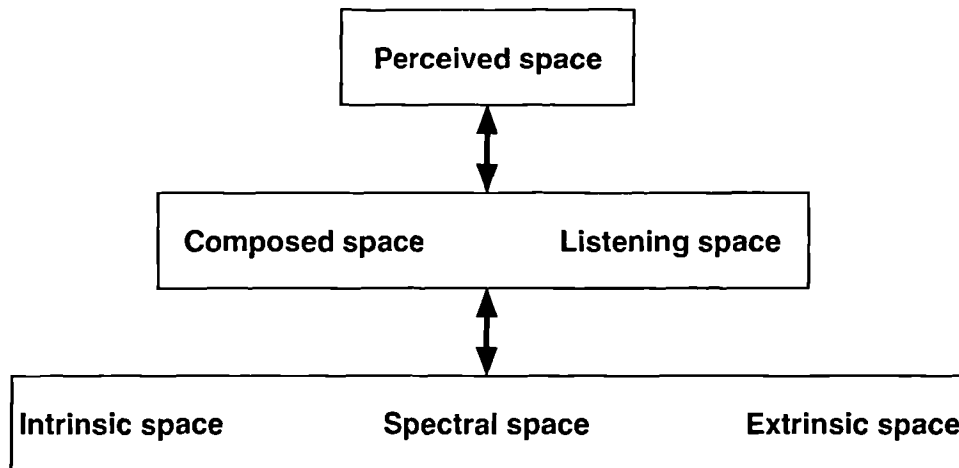 Perceived space
Composed space Listening space
Intrinsic space Spectral space Extrinsic space